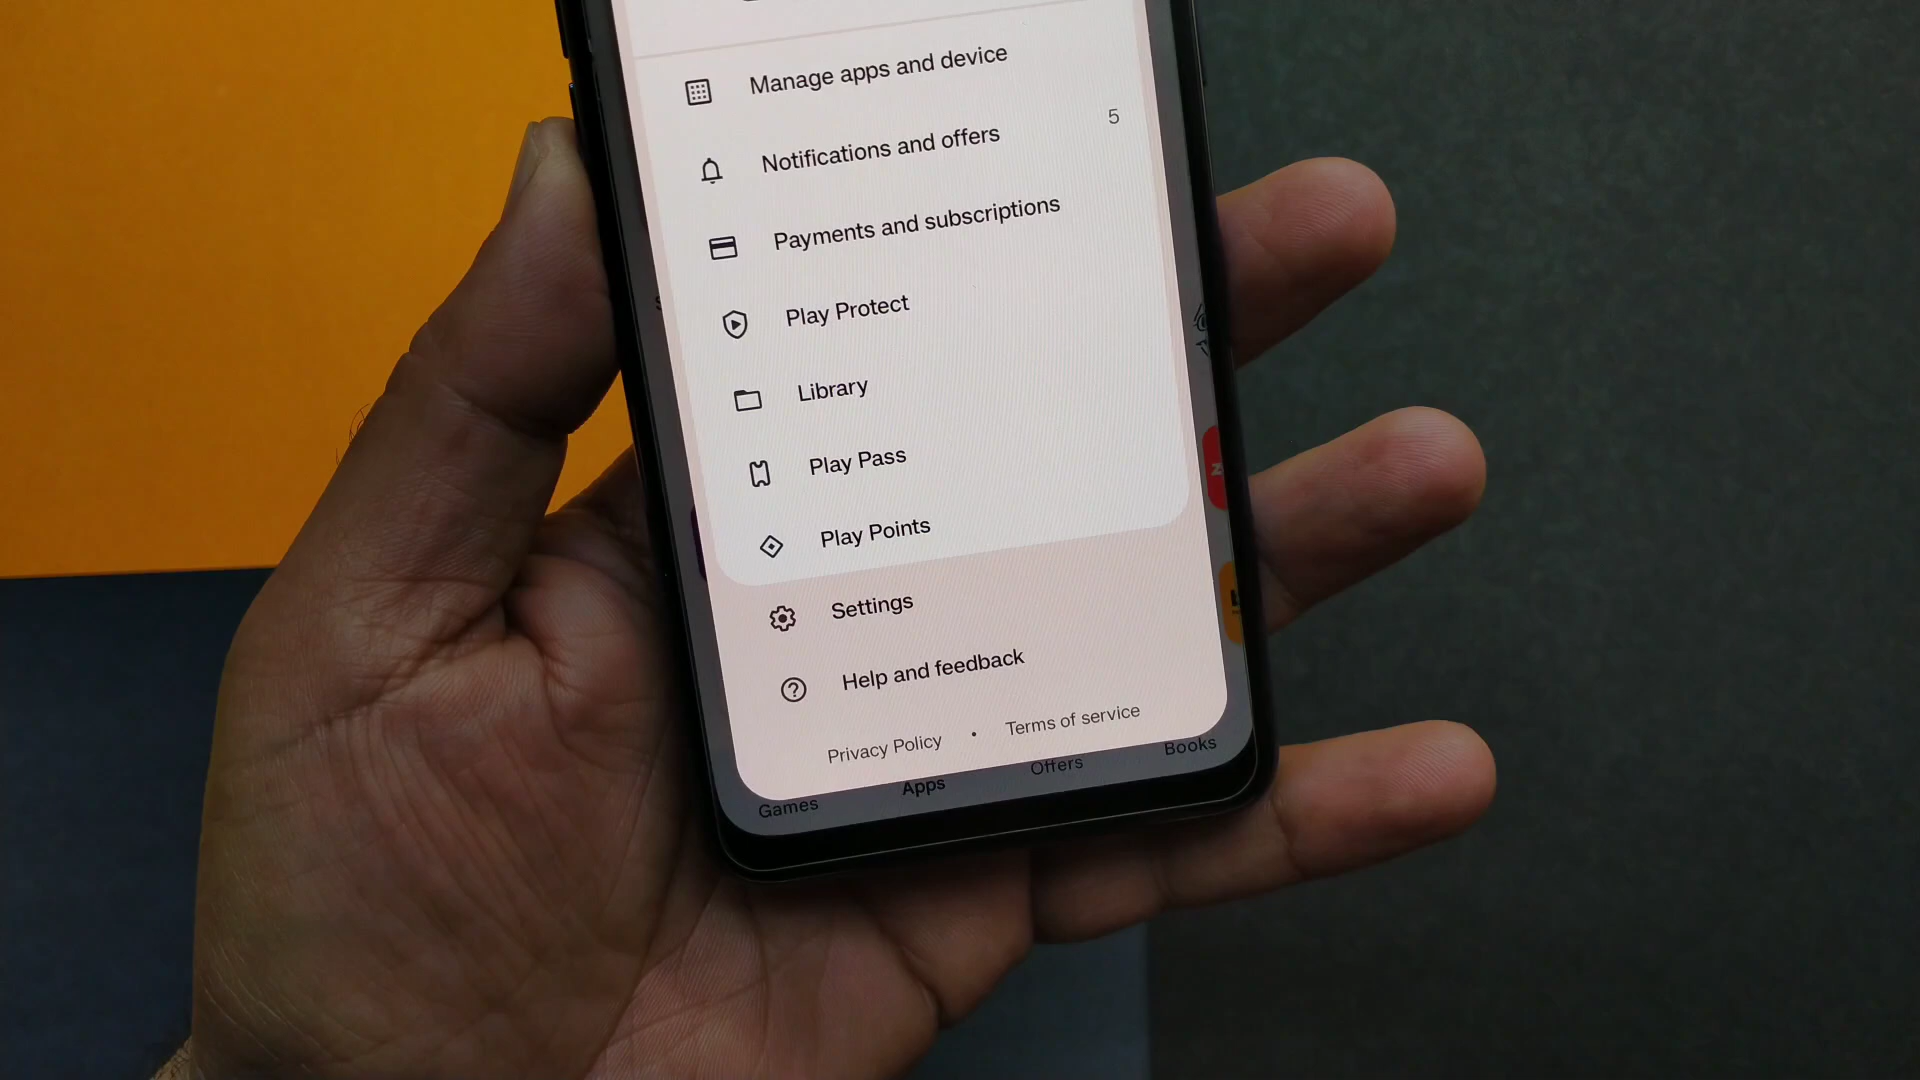 Manage apps and device
Notifications and offers 5
Payments and subscriptions
Play Protect
Library
Play Pass
Play Points
Settings
Help and feedback
Privacy Policy • Terms of service
Games Apps Offers Books